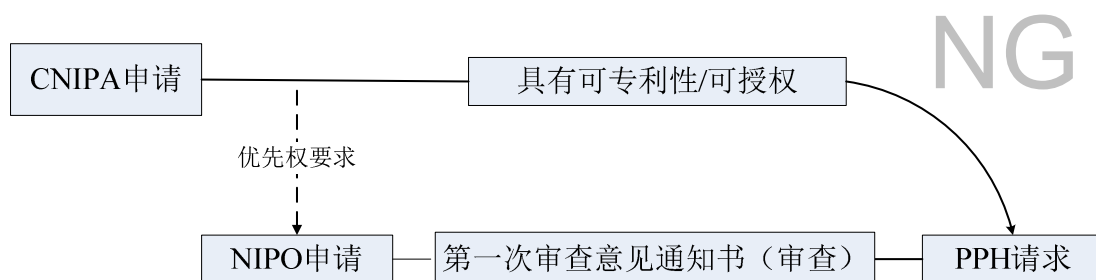 NG
CNIPA申请
具有可专利性/可授权
优先权要求
NIPO申请
第一次审查意见通知书（审查）
PPH请求